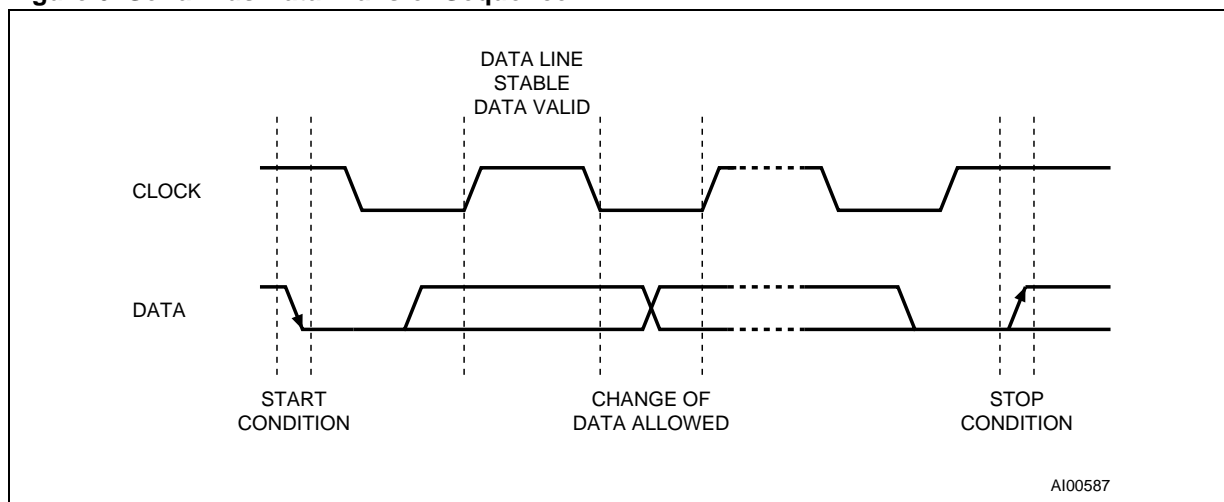 DATA LINE
STABLE
DATA VALID
CLOCK
DATA
START
CONDITION
CHANGE OF
DATA ALLOWED
STOP
CONDITION
AI00587